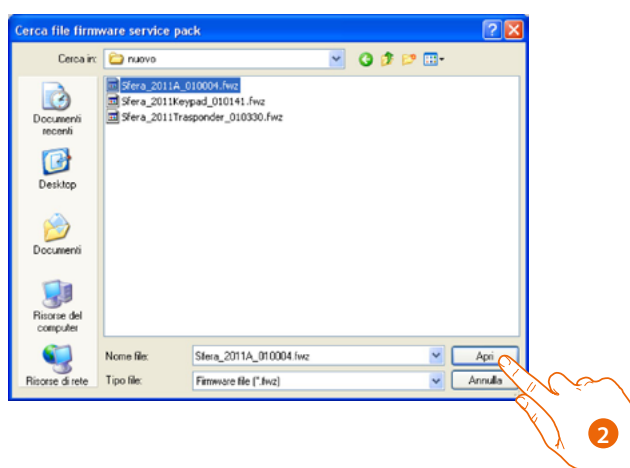 Cerca file firmware service pack
Cerca in:
nuovo
Sfera_2011A_010004.fwz
Sfera_2011Keypad_010141.fwz
Sfera_2011Trasponder_010330.fwz
Documenti
recenti
Desktop
Documenti
Risorse del
computer
Risorse di rete
Nome file:
Sfera_2011A_010004.fwz
Apri
Tipo file:
Firmware file (*.fwz)
Annulla
2